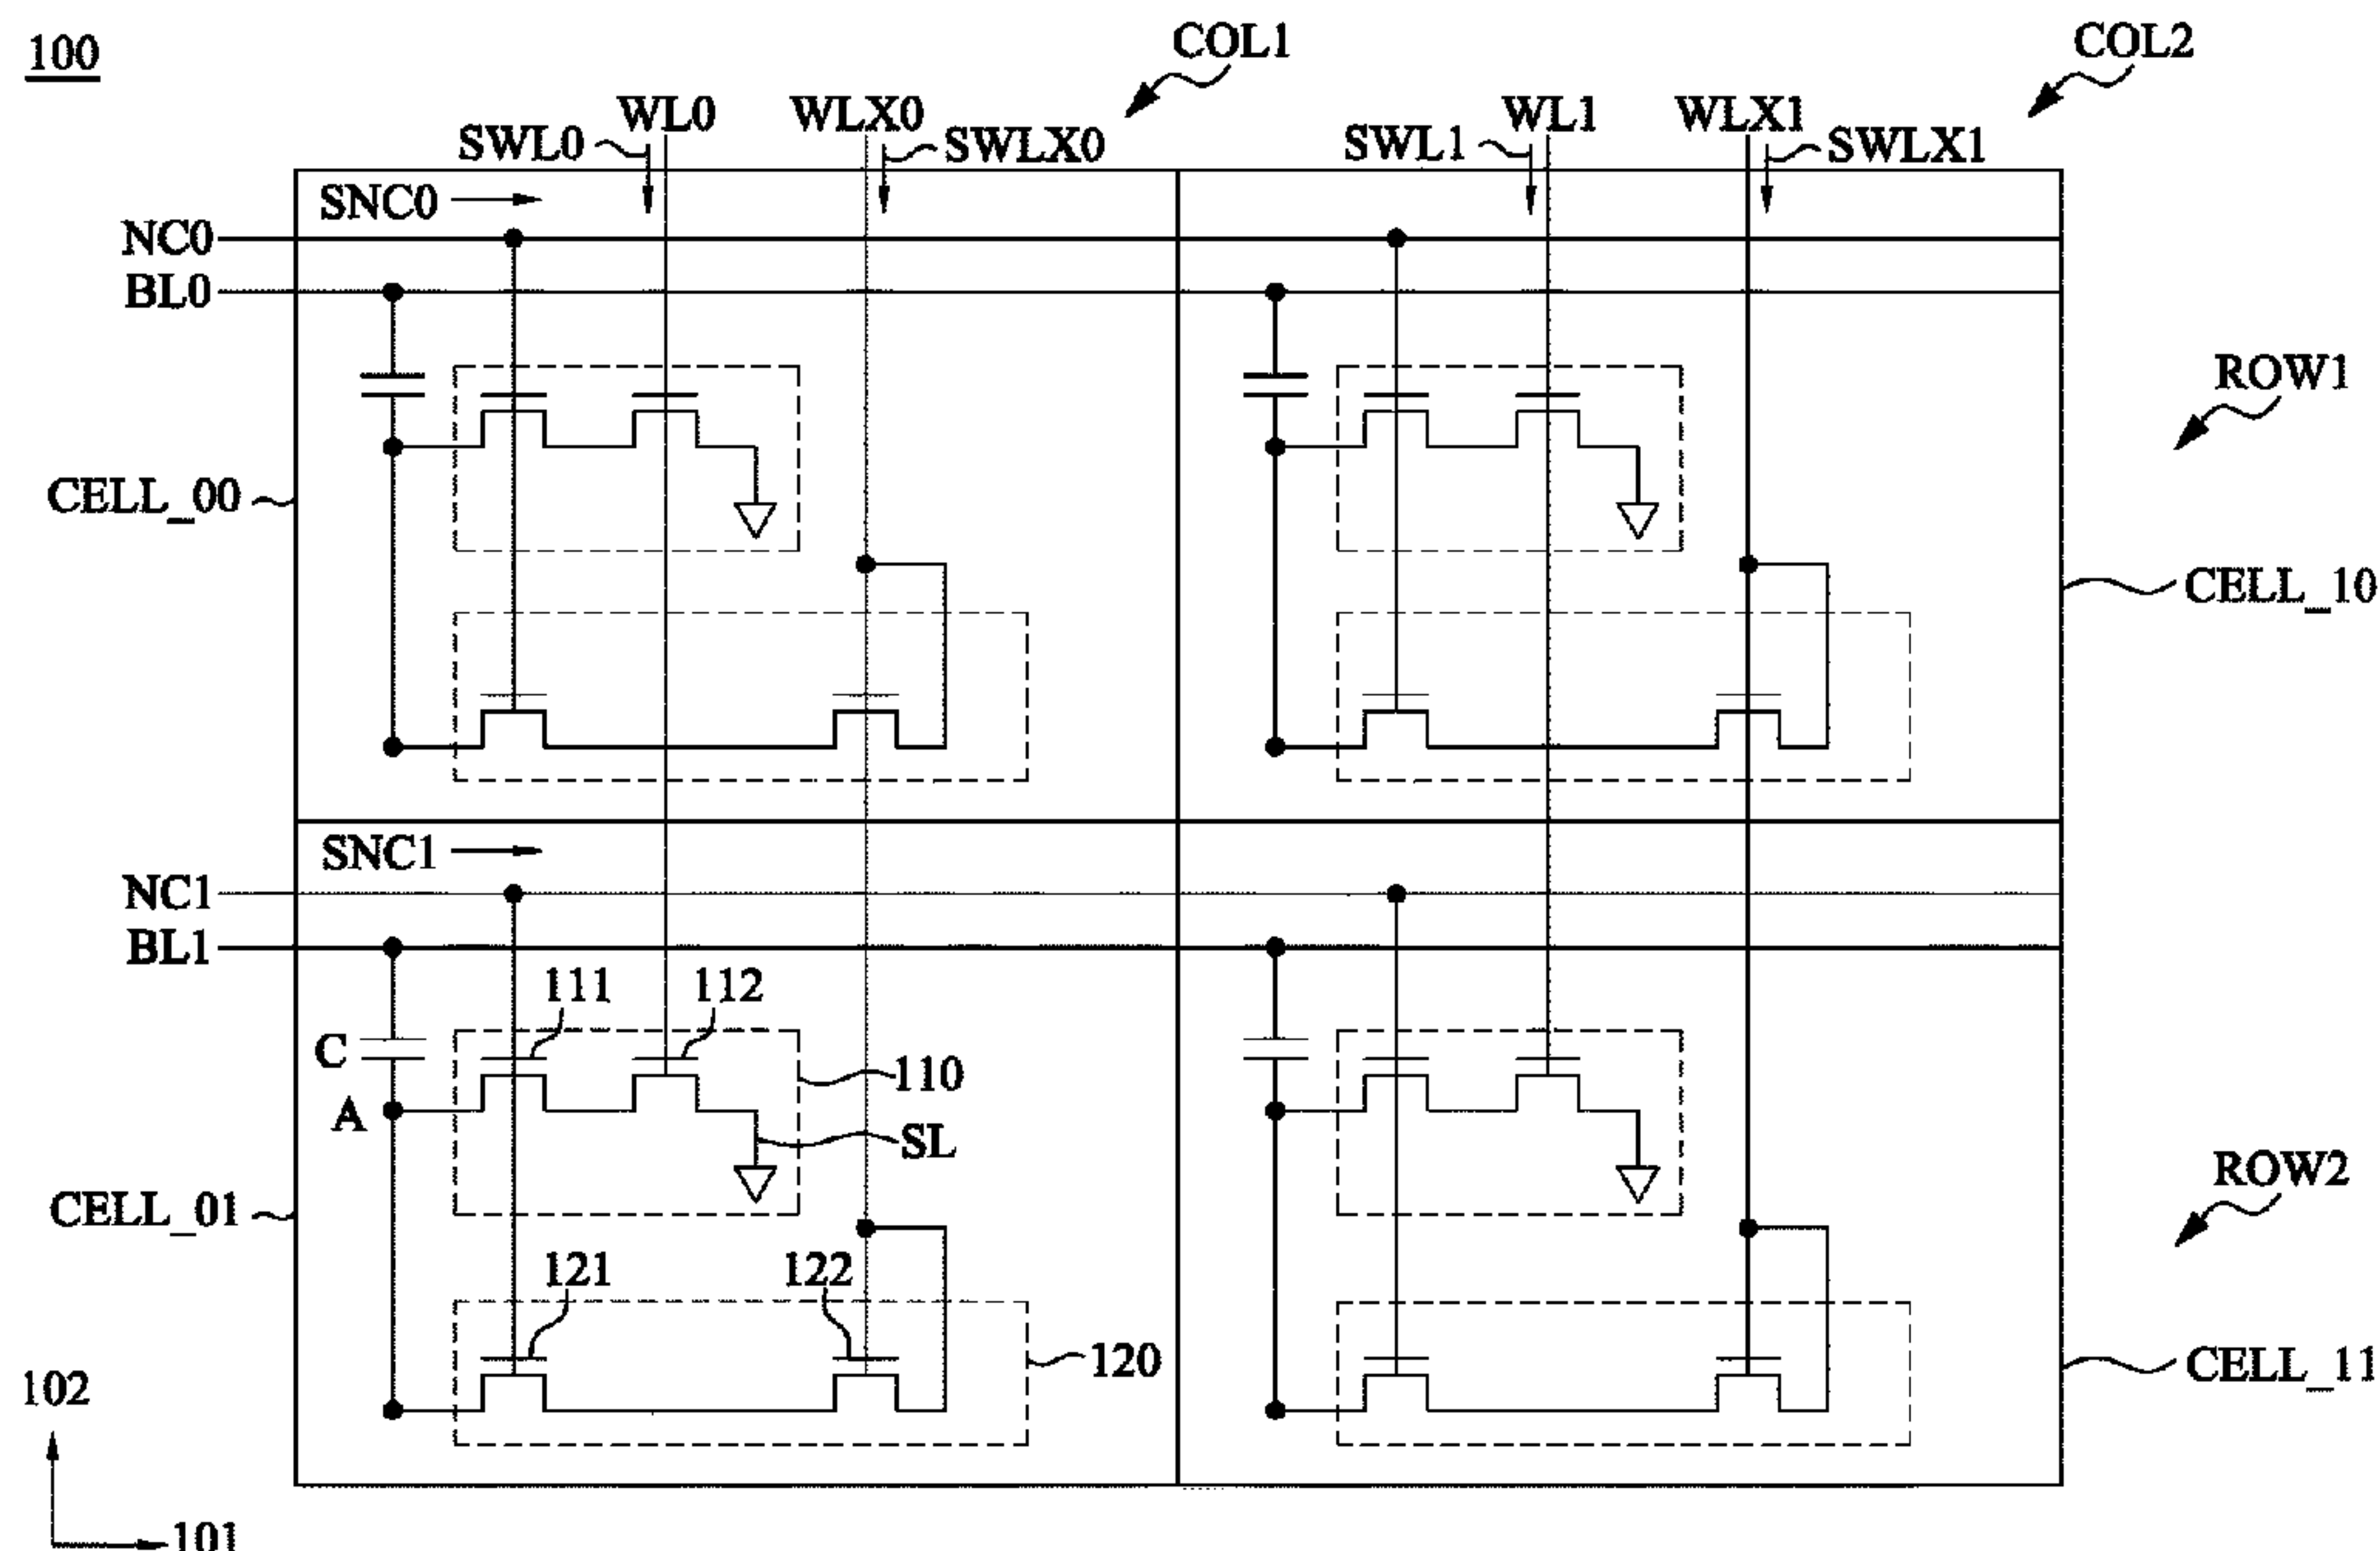 100
COL1
COL2
WL0
WLX0
WL1
WLX1
SWL0
SWLX0
SWL1
SWLX1
SNC0
NC0
BL0
ROW1
CELL_00
CELL_10
SNC1
NC1
BL1
111
112
C
110
A
SL
ROW2
CELL_01
121
122
120
CELL_11
102
101